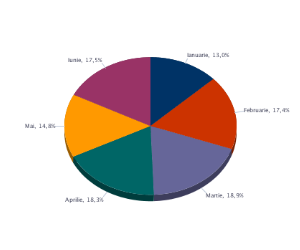 Ianuarie, 13,0%
Februarie, 17,4%
Martie, 18,9%
Aprilie, 18,3%
Mai, 14,8%
Iunie, 17,5%